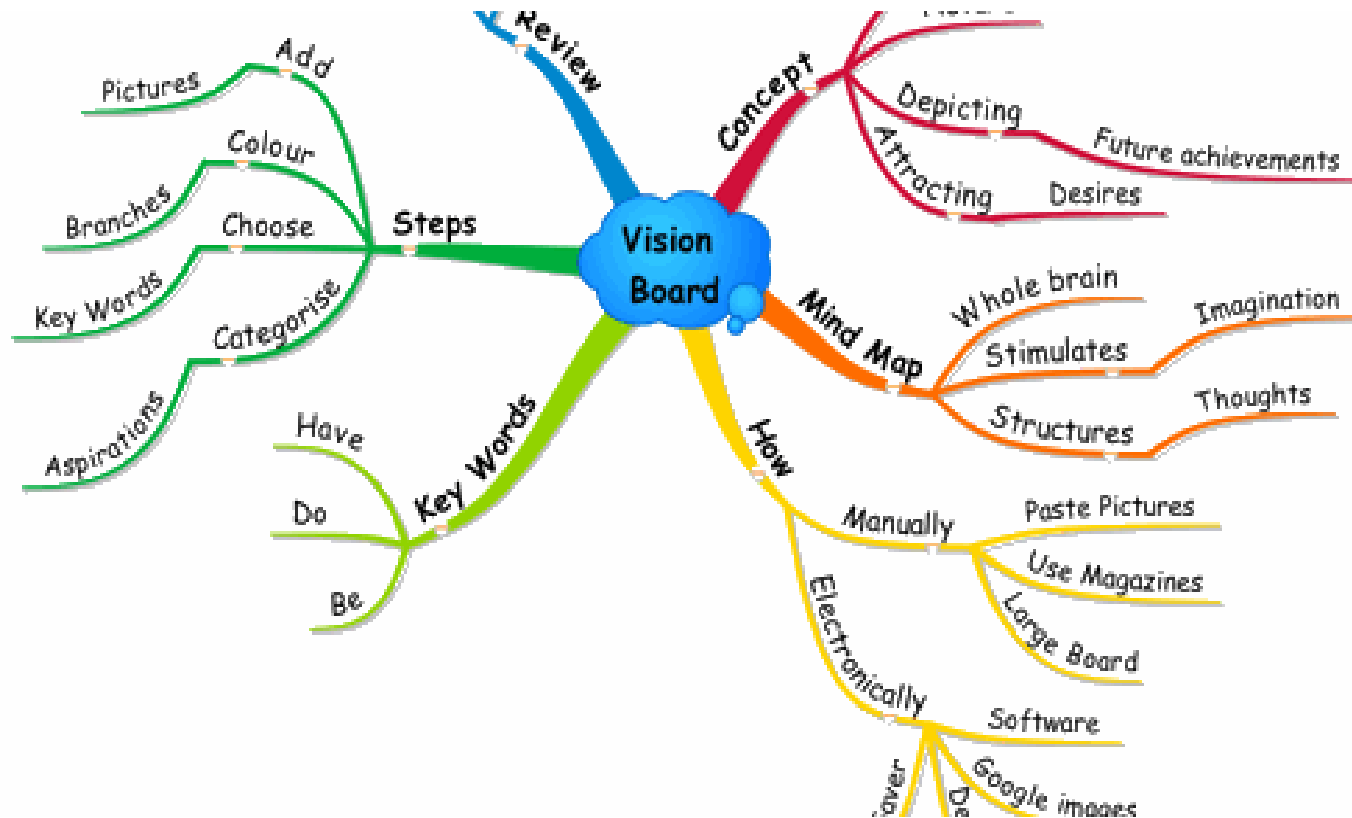 Vision
Board
Review
Concept
Depicting
Future achievements
Attracting
Desires
Mind Map
Whole brain
Stimulates
Imagination
Structures
Thoughts
How
Manually
Paste Pictures
Use Magazines
Large Board
Electronically
Software
Google images
Key Words
Have
Do
Be
Steps
Add
Pictures
Colour
Branches
Choose
Key Words
Categorise
Aspirations